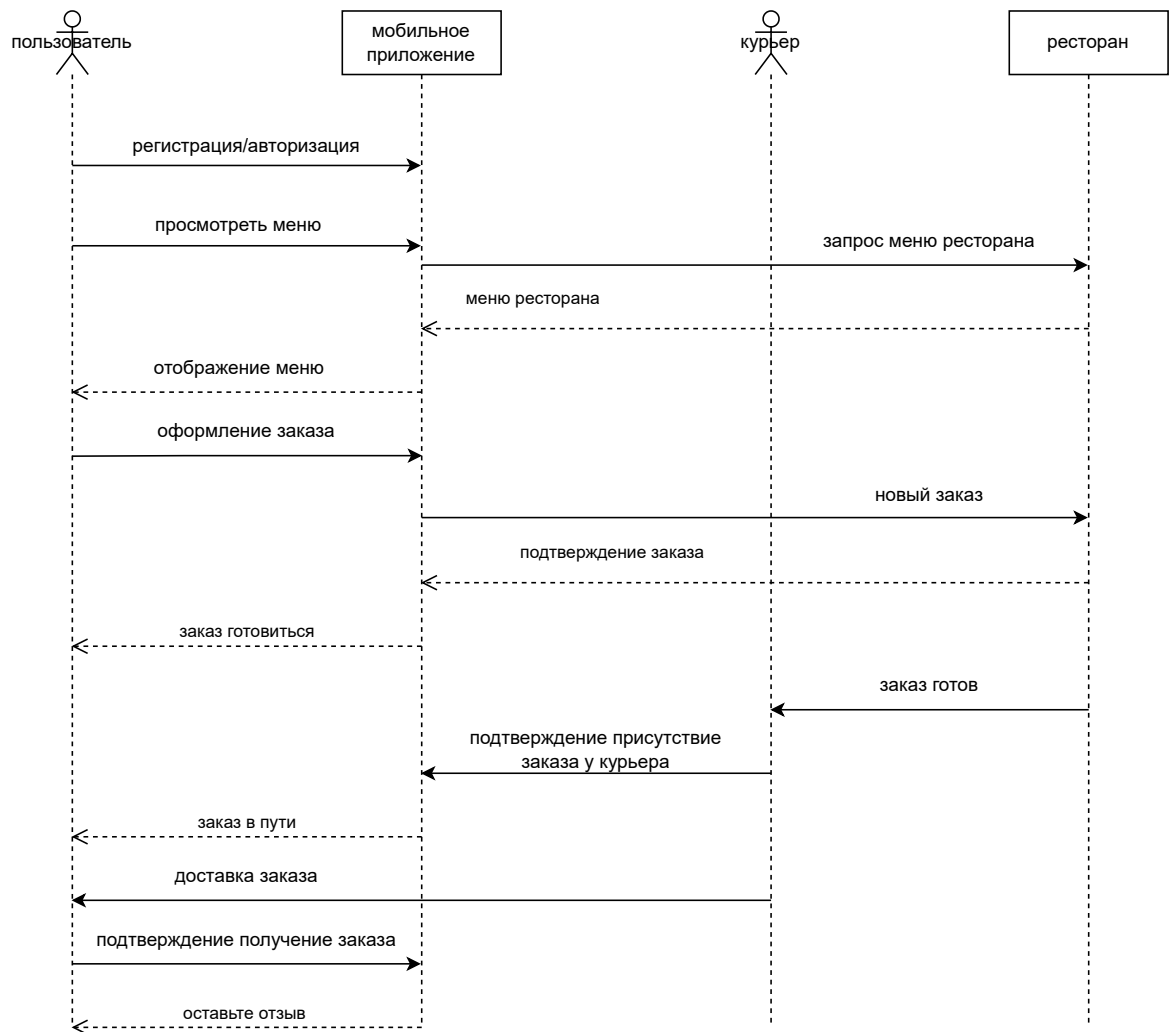 пользователь
мобильное
приложение
курьер
ресторан
регистрация/авторизация
просмотреть меню
запрос меню ресторана
меню ресторана
отображение меню
оформление заказа
новый заказ
подтверждение заказа
заказ готовиться
заказ готов
подтверждение присутствие
заказа у курьера
заказ в пути
доставка заказа
подтверждение получение заказа
оставьте отзыв